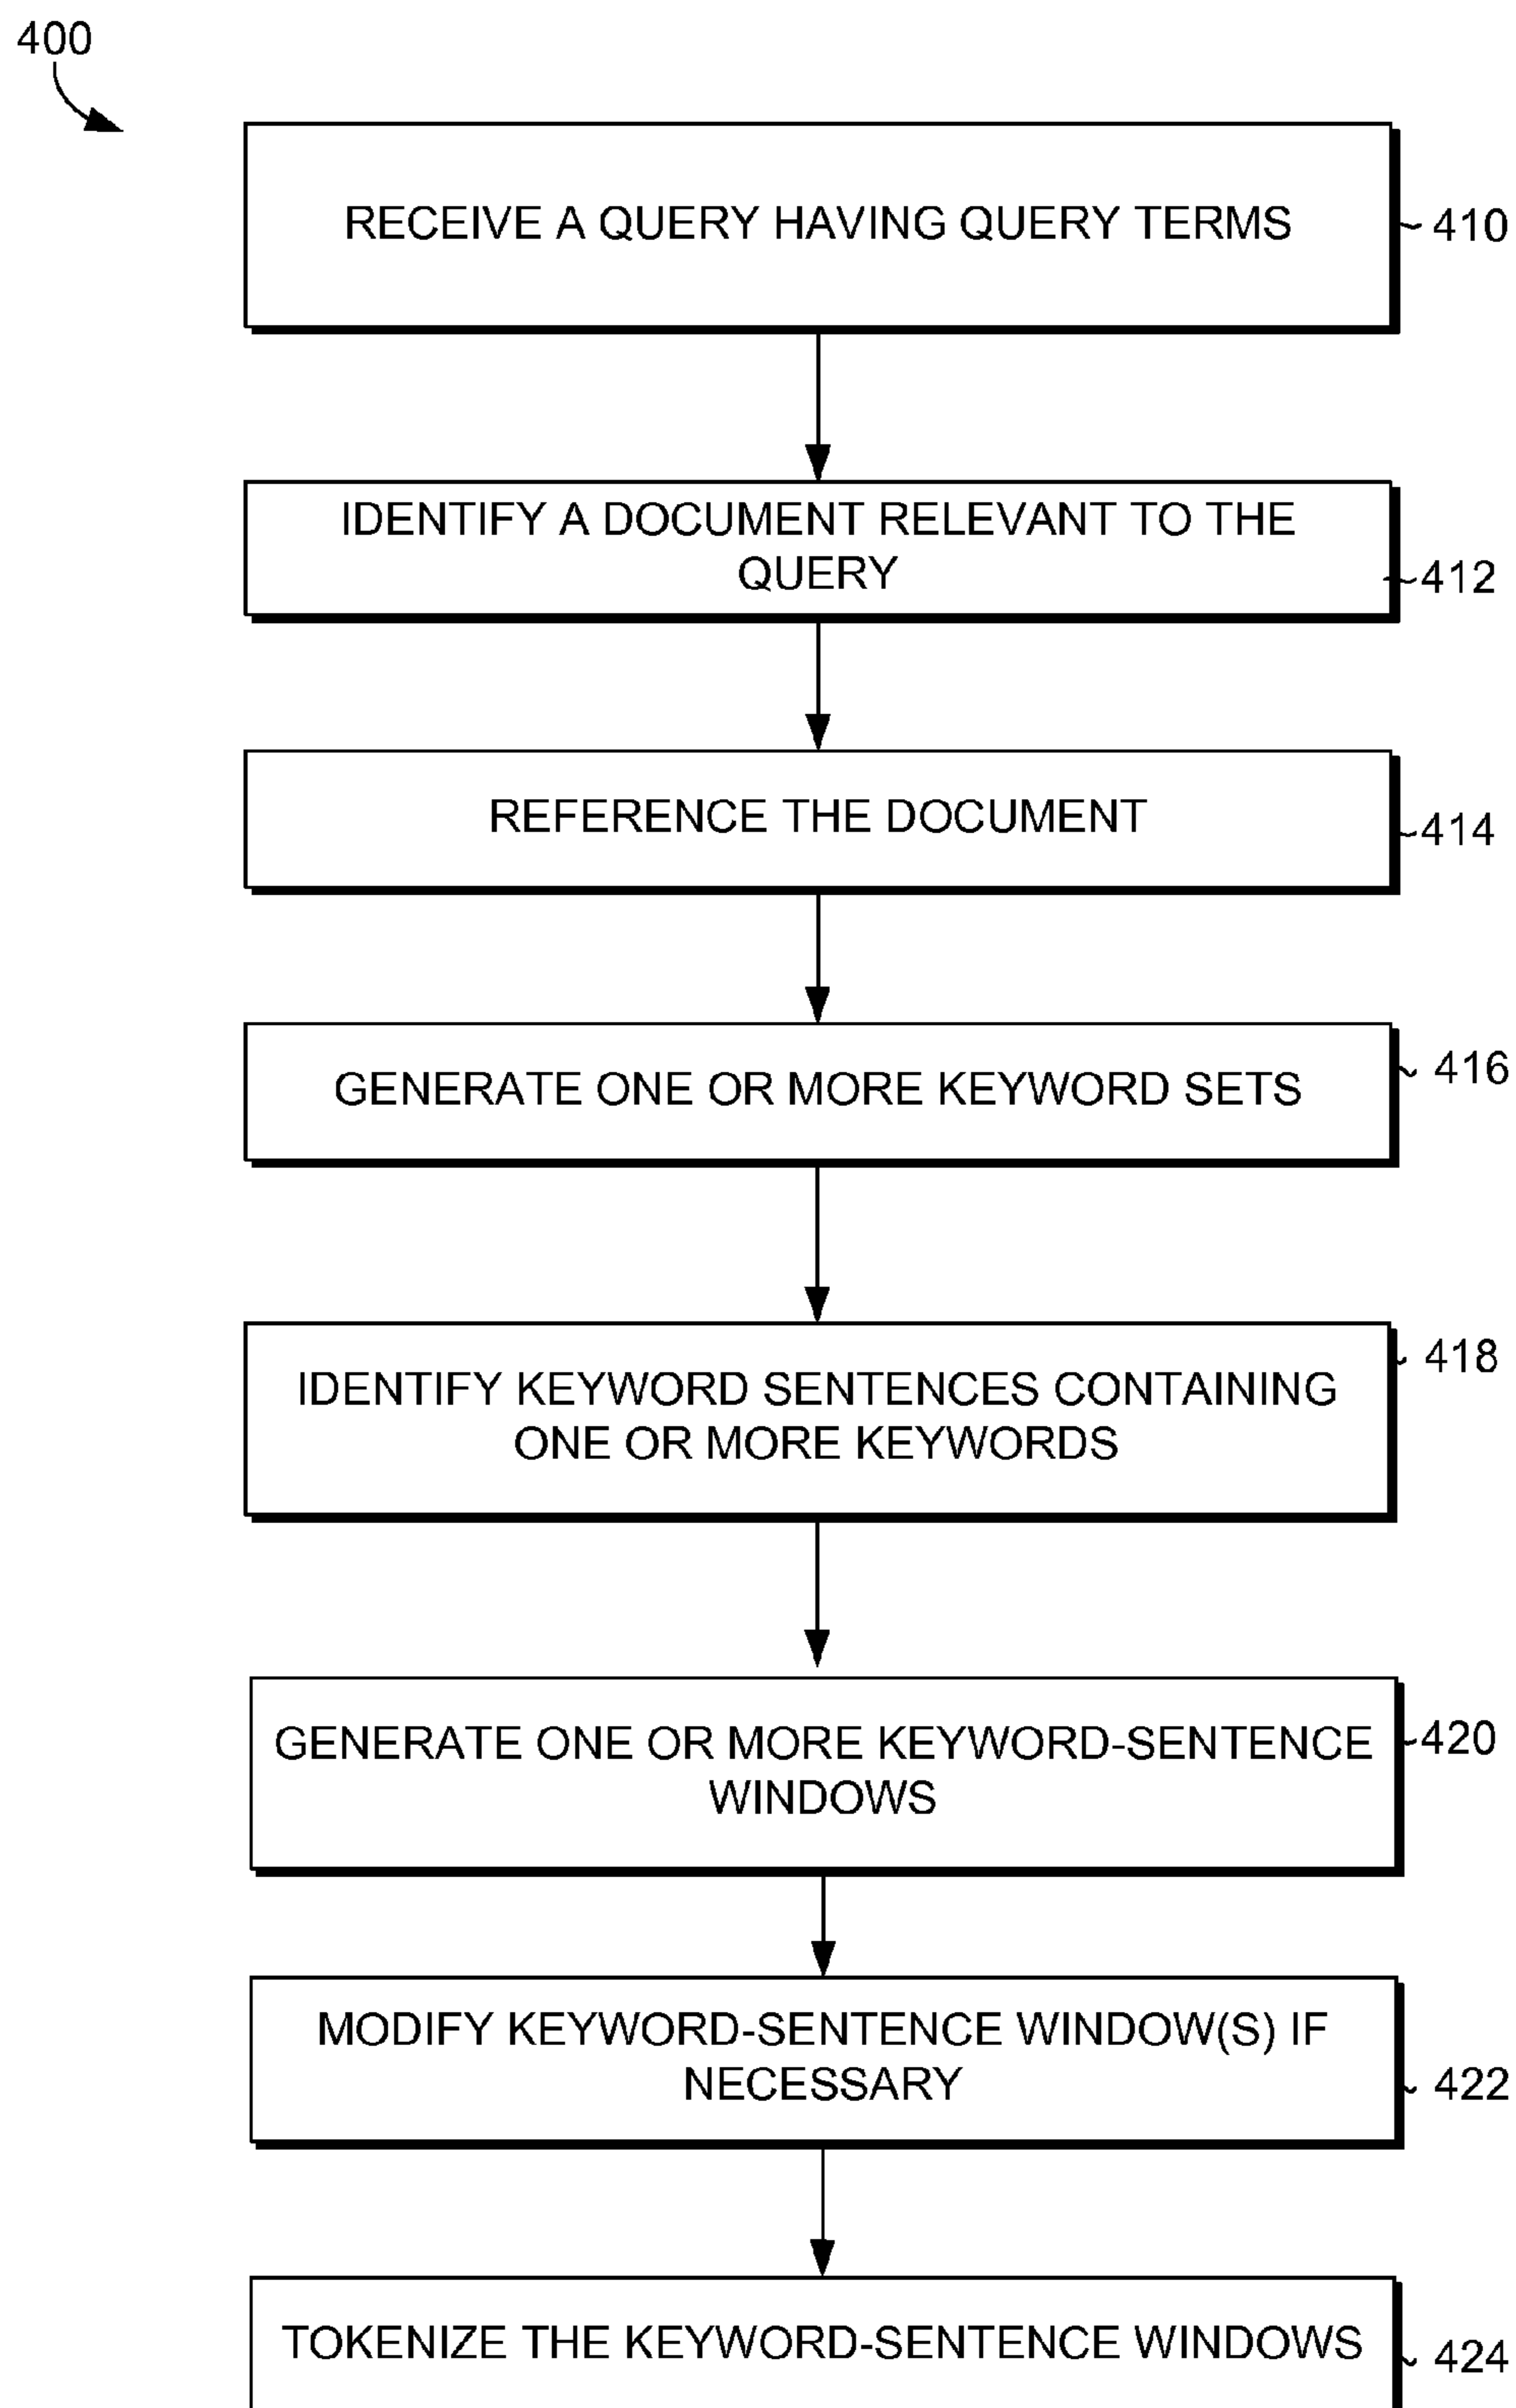 400
RECEIVE A QUERY HAVING QUERY TERMS
410
IDENTIFY A DOCUMENT RELEVANT TO THE
QUERY
412
REFERENCE THE DOCUMENT
414
GENERATE ONE OR MORE KEYWORD SETS
416
IDENTIFY KEYWORD SENTENCES CONTAINING
ONE OR MORE KEYWORDS
418
GENERATE ONE OR MORE KEYWORD-SENTENCE
WINDOWS
420
MODIFY KEYWORD-SENTENCE WINDOW(S) IF
NECESSARY
422
TOKENIZE THE KEYWORD-SENTENCE WINDOWS
424